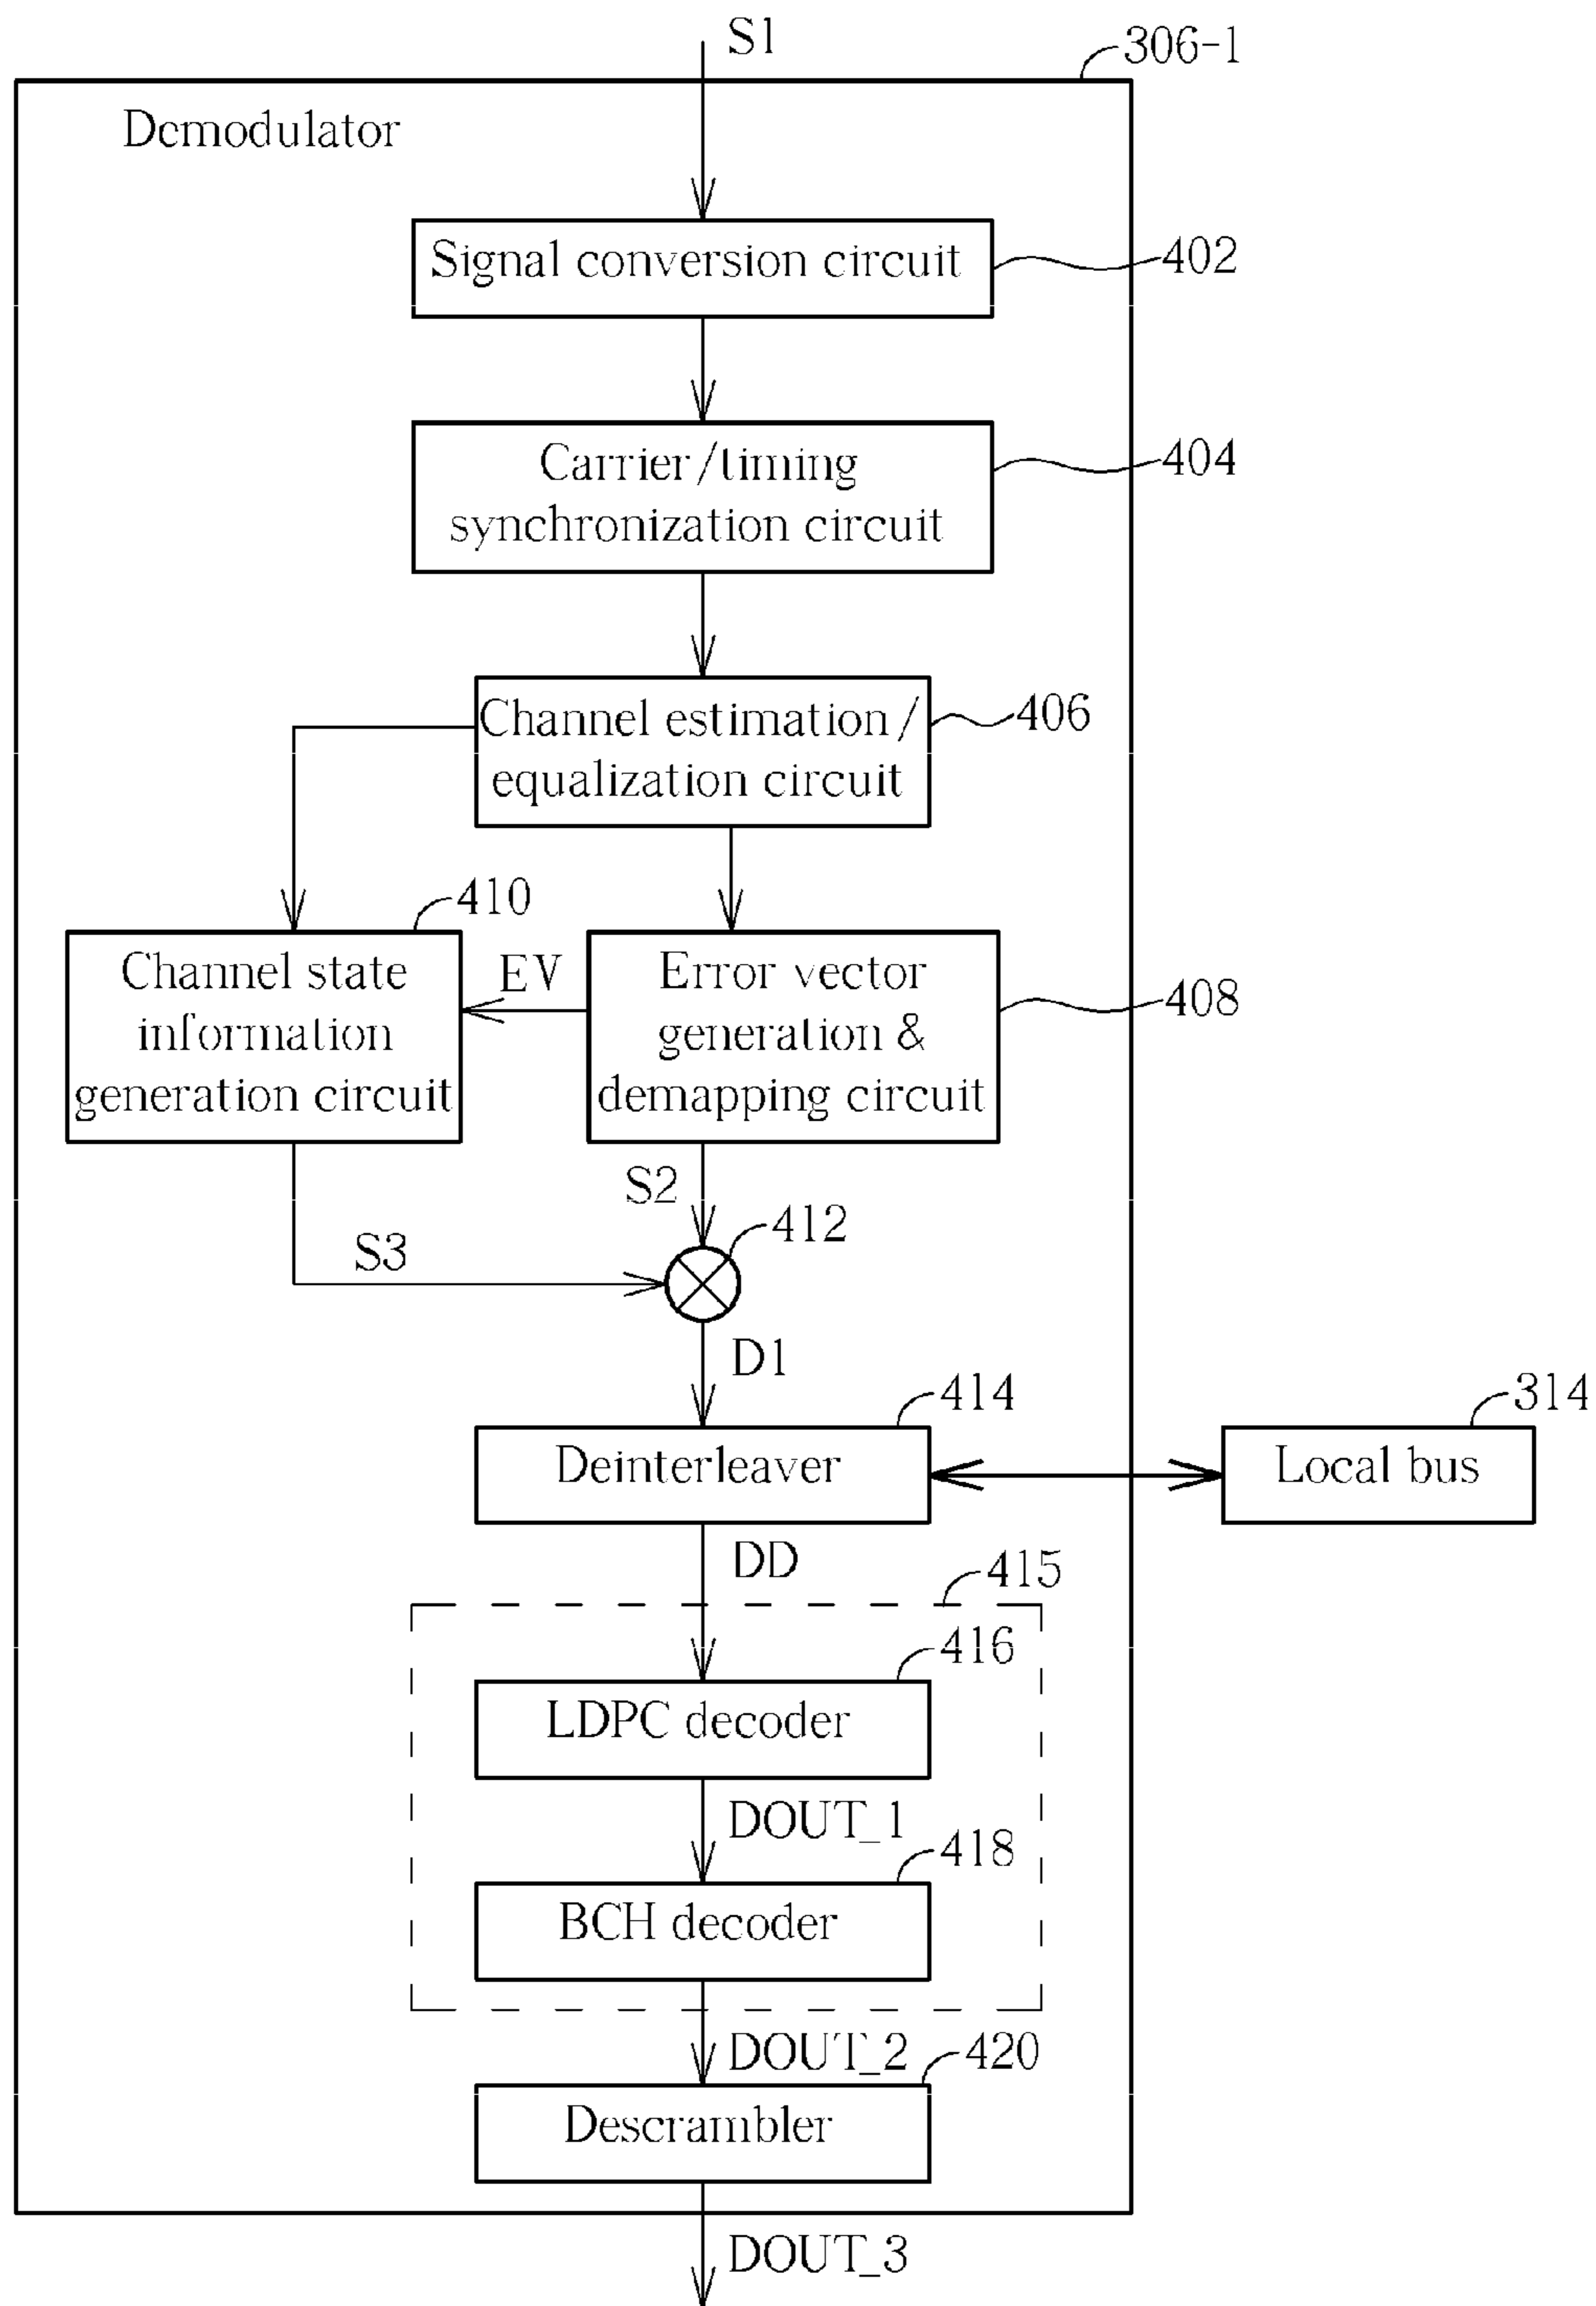 S1
306-1
Demodulator
Signal conversion circuit
402
Carrier/timing
synchronization circuit
404
Channel estimation/
equalization circuit
406
410
Channel state
information
generation circuit
EV
Error vector
generation &
demapping circuit
408
S2
412
S3
D1
414
Deinterleaver
314
Local bus
DD
415
416
LDPC decoder
DOUT_1
418
BCH decoder
DOUT_2
420
Descrambler
DOUT_3